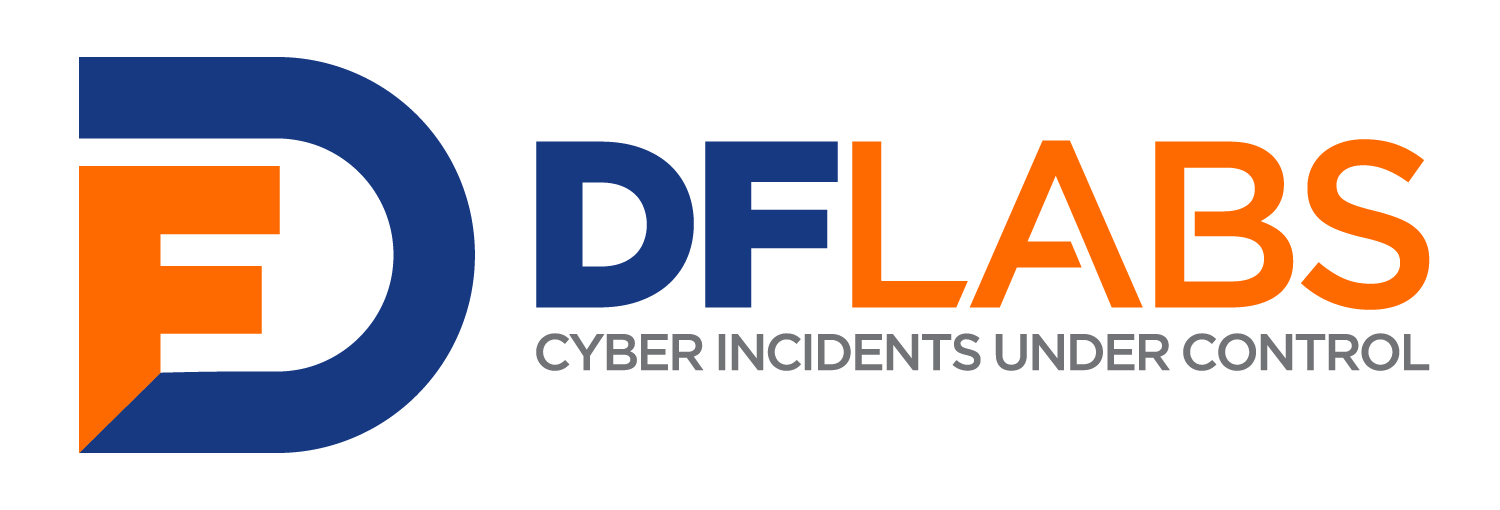 DFLABS
CYBER INCIDENTS UNDER CONTROL